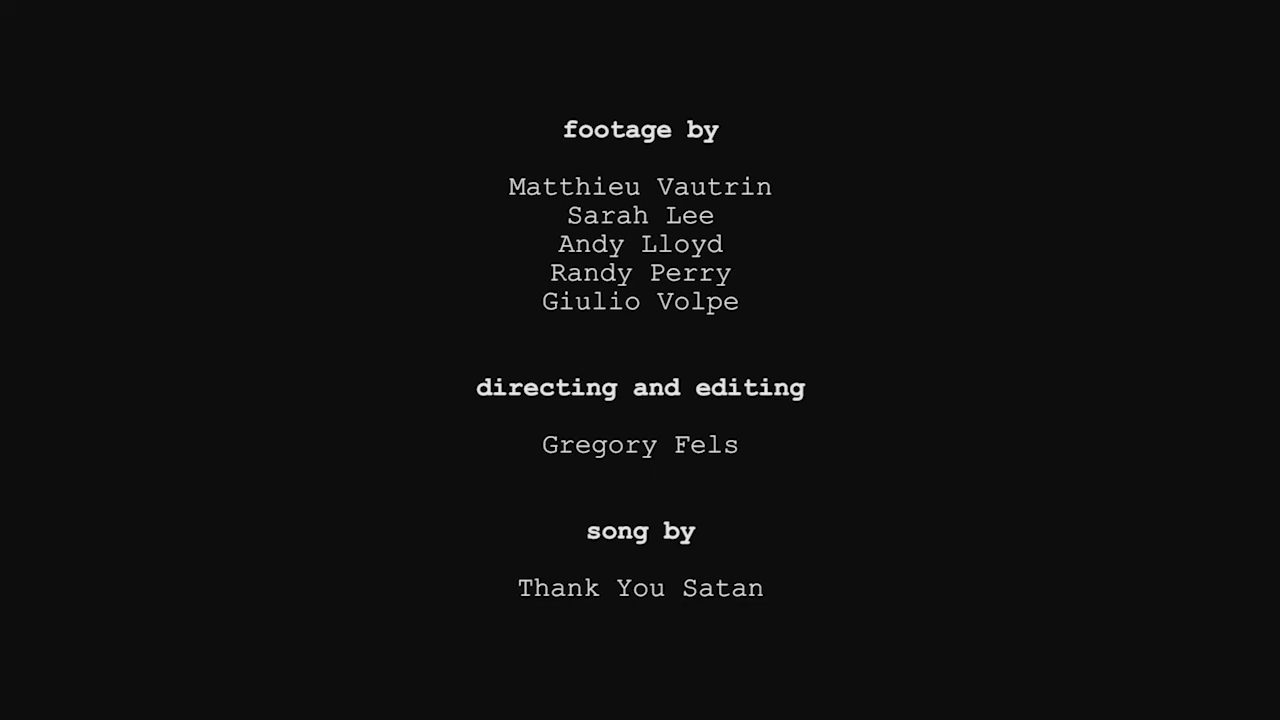 footage by
Matthieu Vautrin
Sarah Lee
Andy Lloyd
Randy Perry
Giulio Volpe
directing and editing
Gregory Fels
song by
Thank You Satan